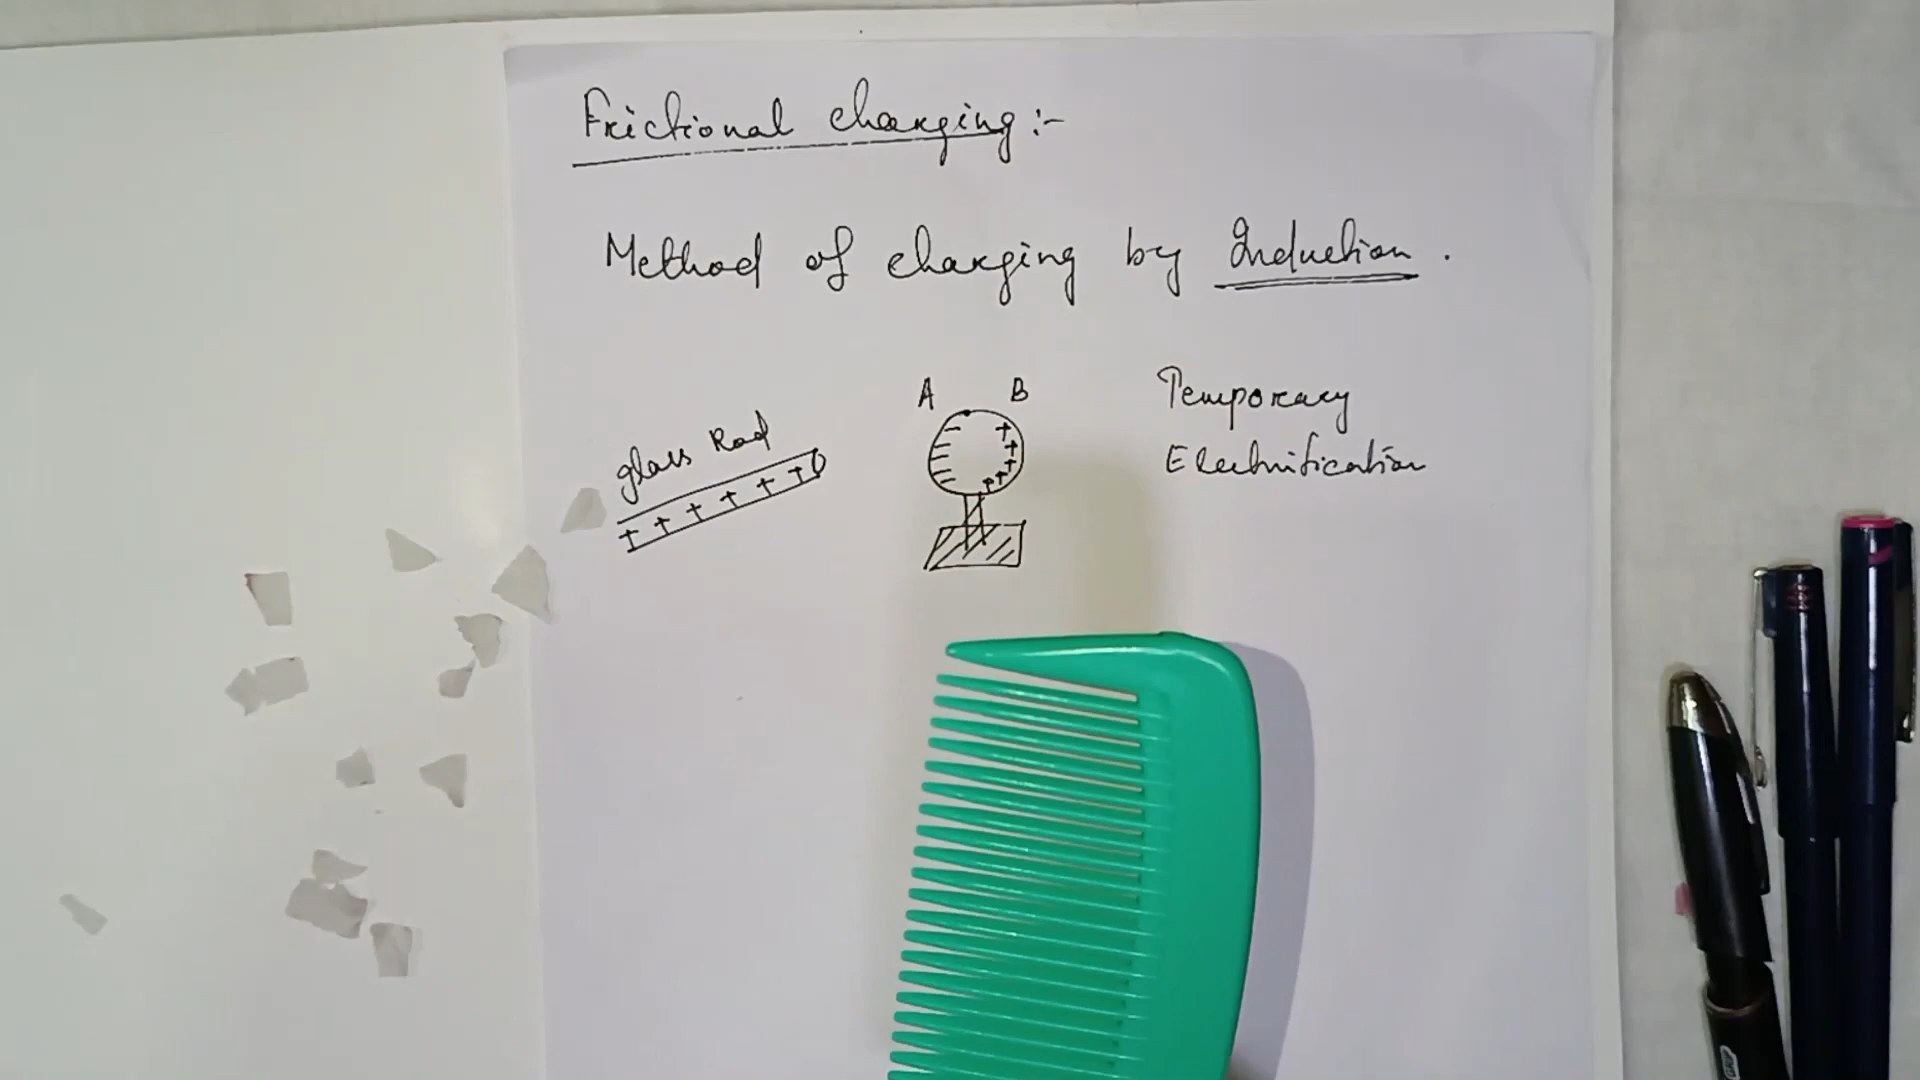 Frictional charging :-
Method of charging by Induction .
A B
glass Rod
Temporary
Electrification
+ + + + + +